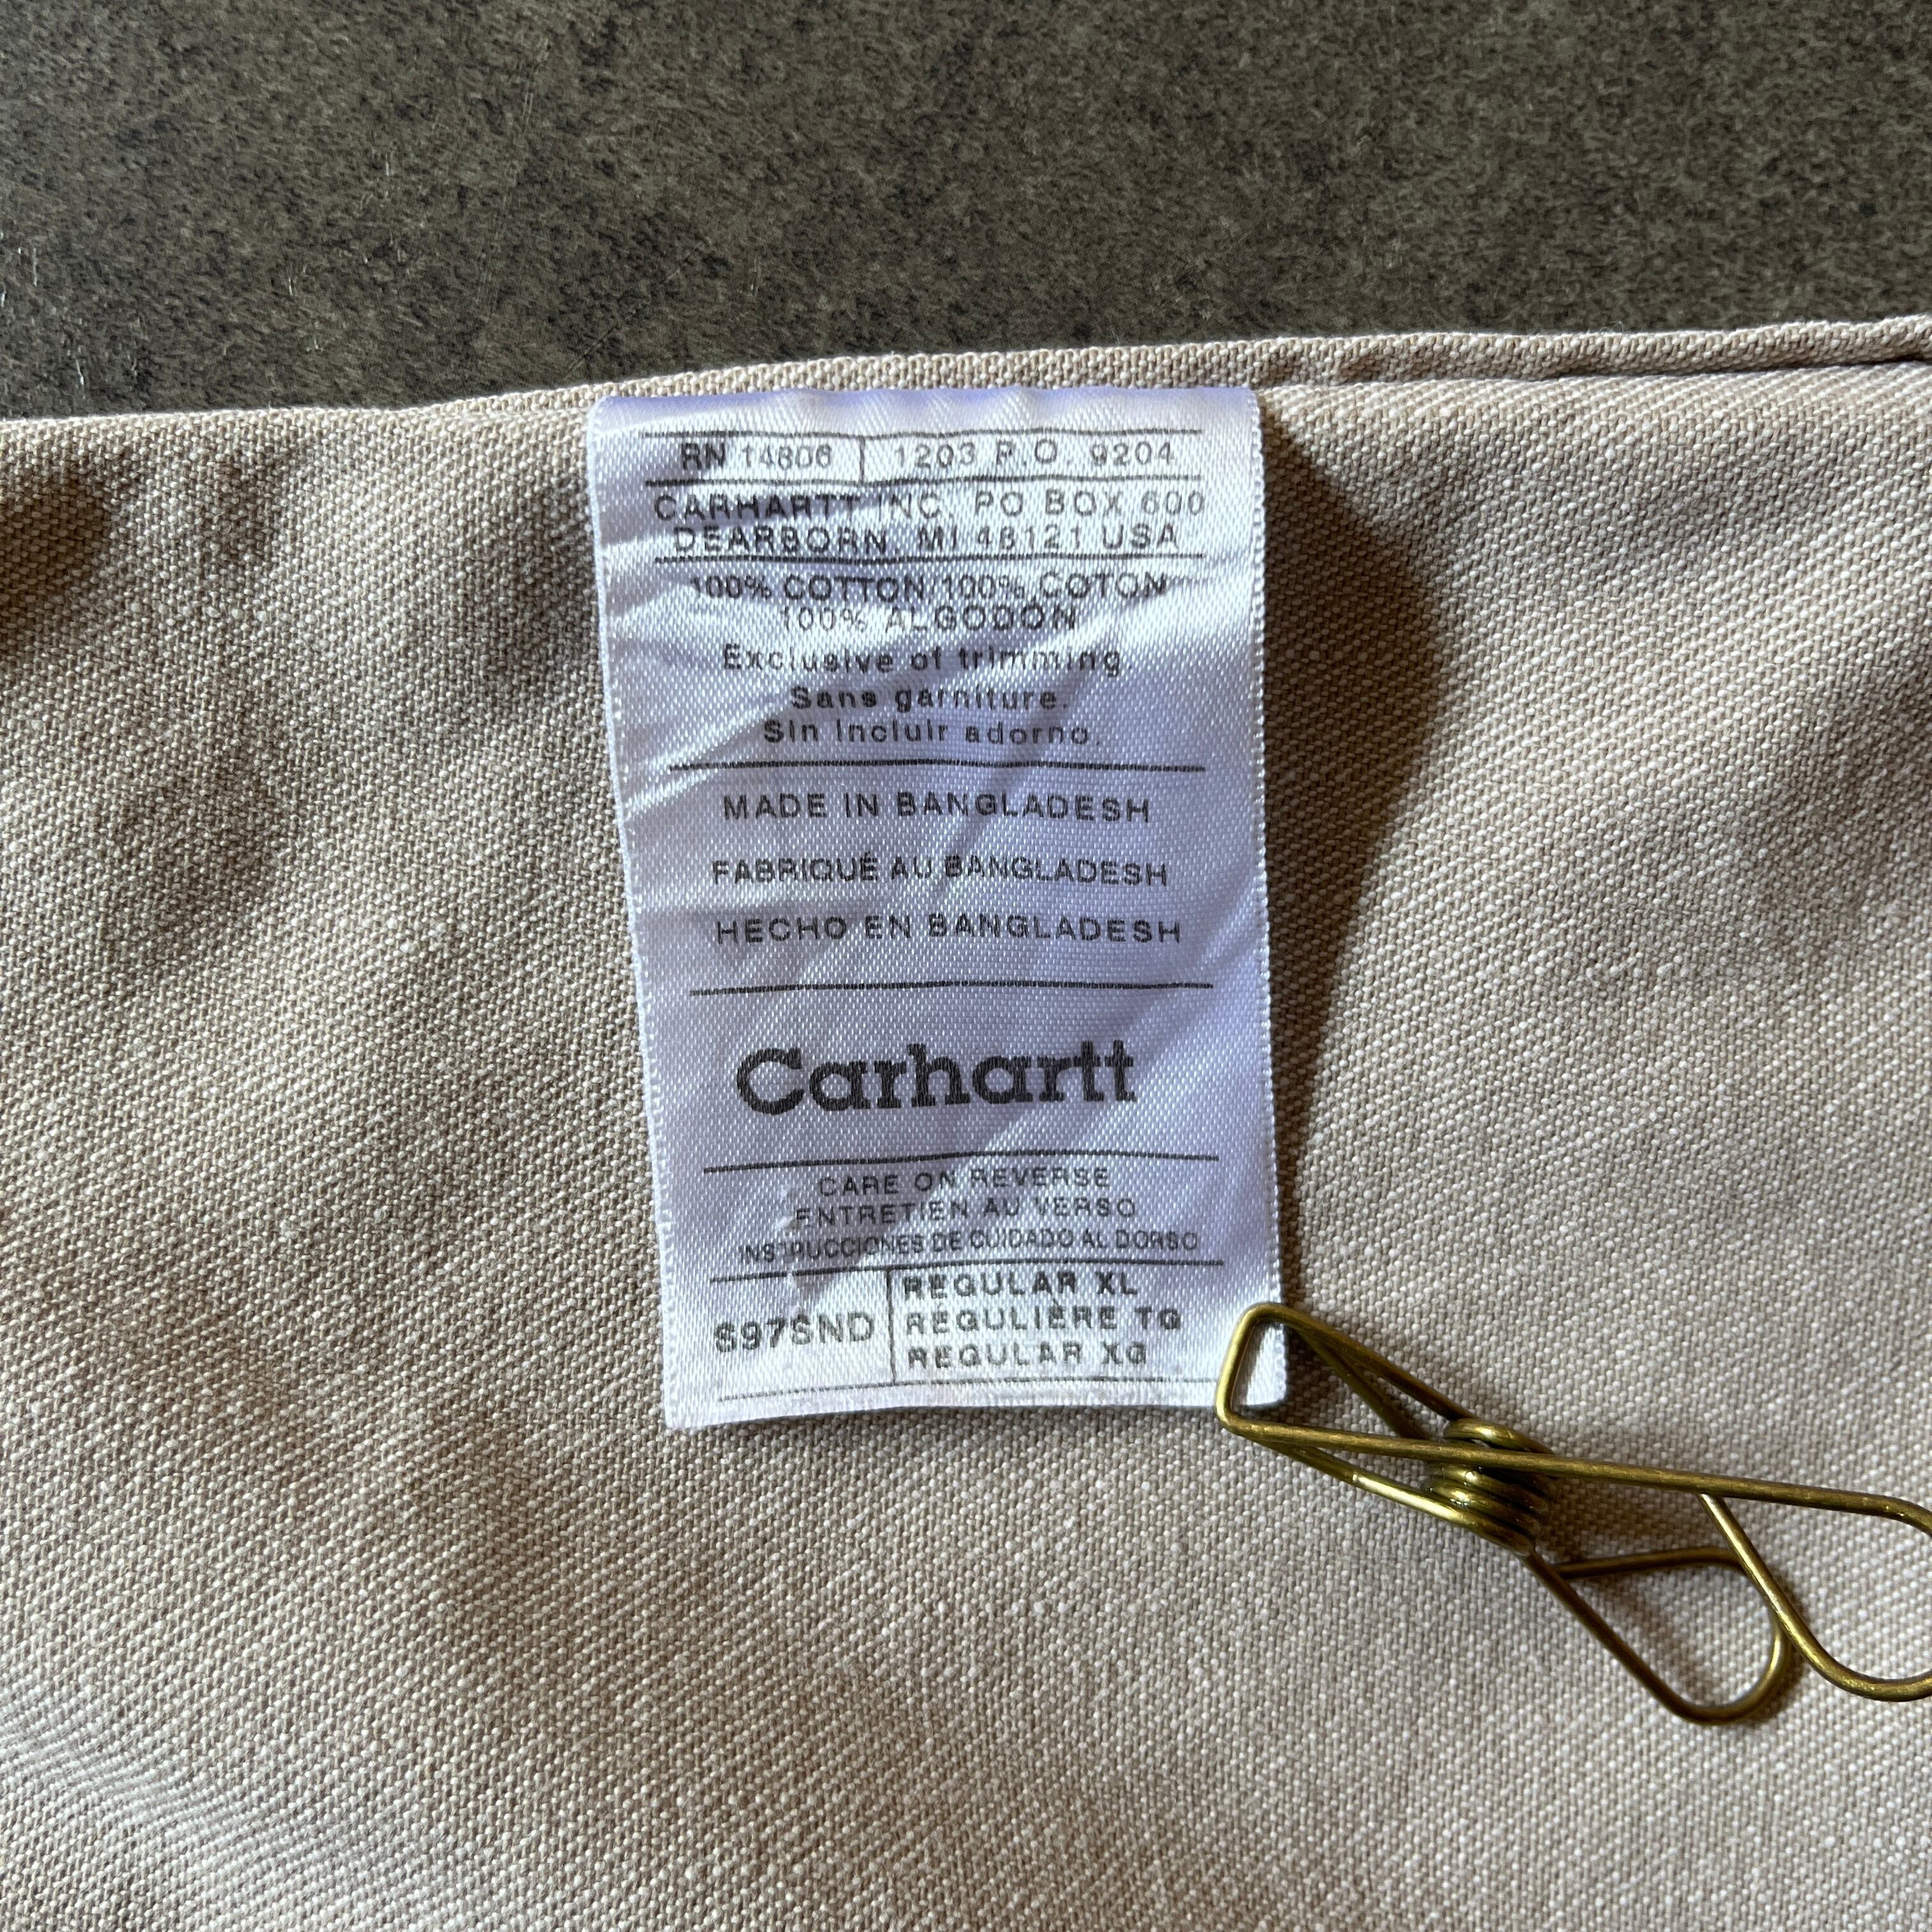 RN 14806 | 1203 P.O. 9204
CARHARTT INC, PO BOX 600
DEARBORN, MI 48121 USA
100% COTTON/100% COTON
100% ALGODÓN
Exclusive of trimming.
Sans garniture.
Sin incluir adorno.
MADE IN BANGLADESH
FABRIQUÉ AU BANGLADESH
HECHO EN BANGLADESH
Carhartt
CARE ON REVERSE
ENTRETIEN AU VERSO
INSTRUCCIONES DE CUIDADO AL DORSO
S97SND
REGULAR XL
RÉGULIÈRE TG
REGULAR XG